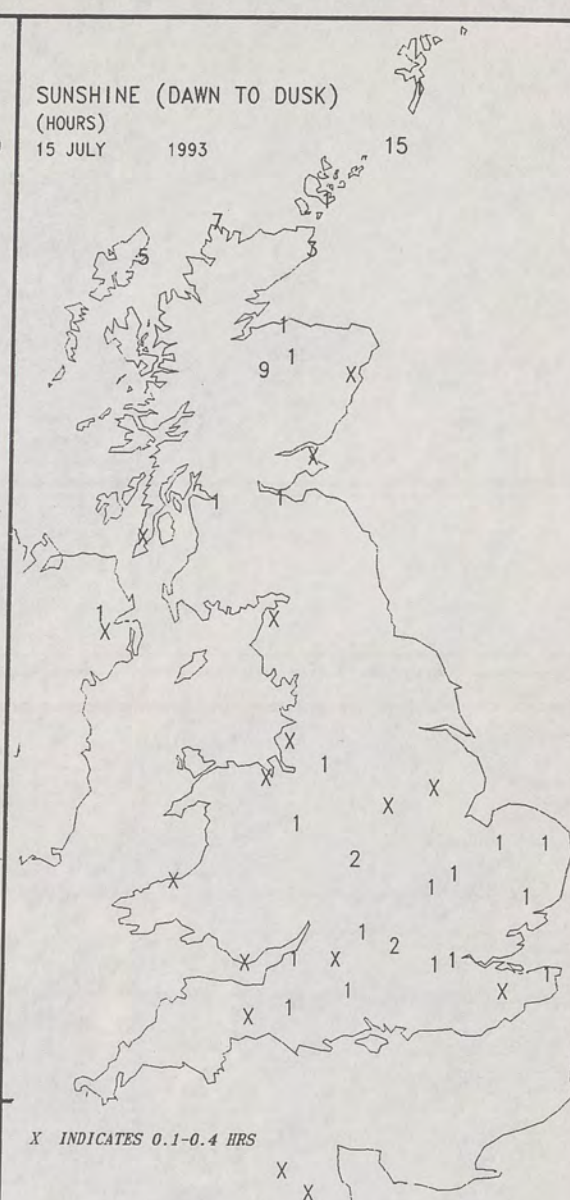 SUNSHINE (DAWN TO DUSK)
(HOURS)
15 JULY 1993
15
7
5
3
1
9 1
X
X
1 1
X
1
X
X
X
1
X
X
X
1
1 1
2
1
X 1
1
1
2
X 1 X 1 1
1
1 X
1
X
X INDICATES 0.1-0.4 HRS
X
X